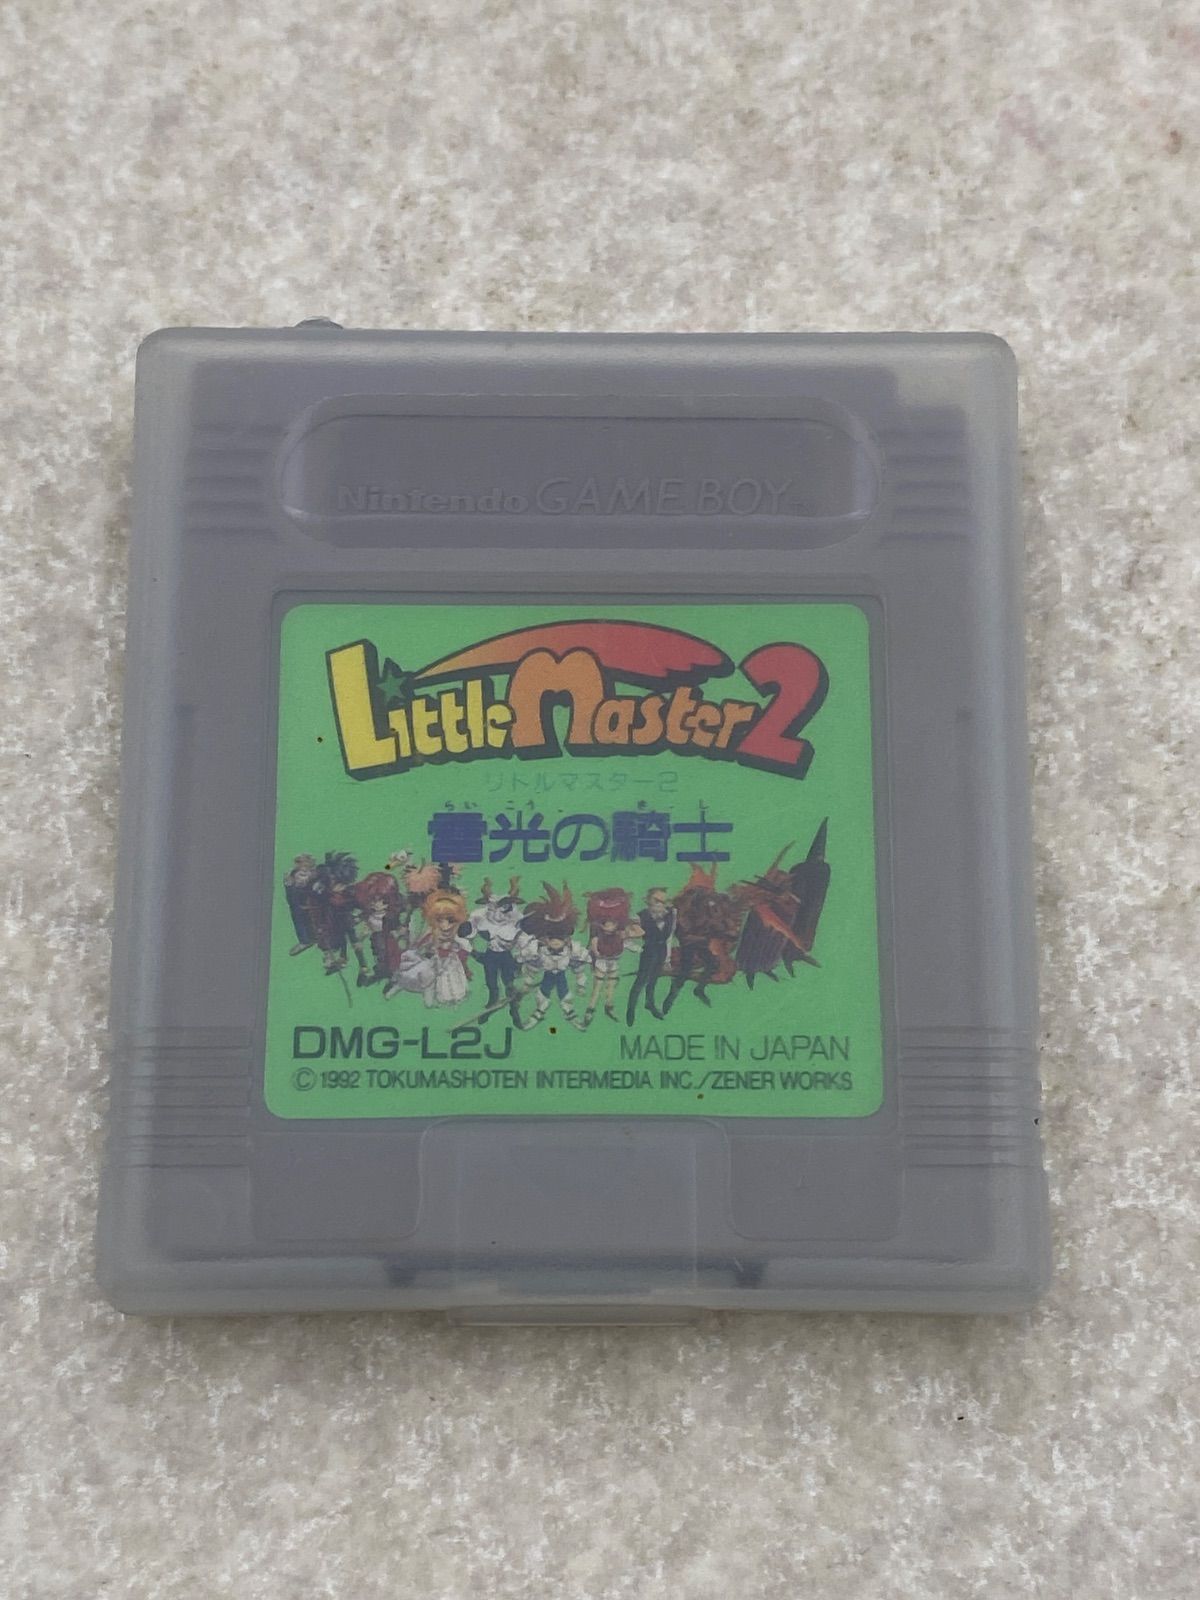 Nintendo GAME BOY TM
Little Master 2
リトルマスター2
らいこう き し
雷光の騎士
DMG-L2J MADE IN JAPAN
© 1992 TOKUMASHOTEN INTERMEDIA INC./ZENER WORKS